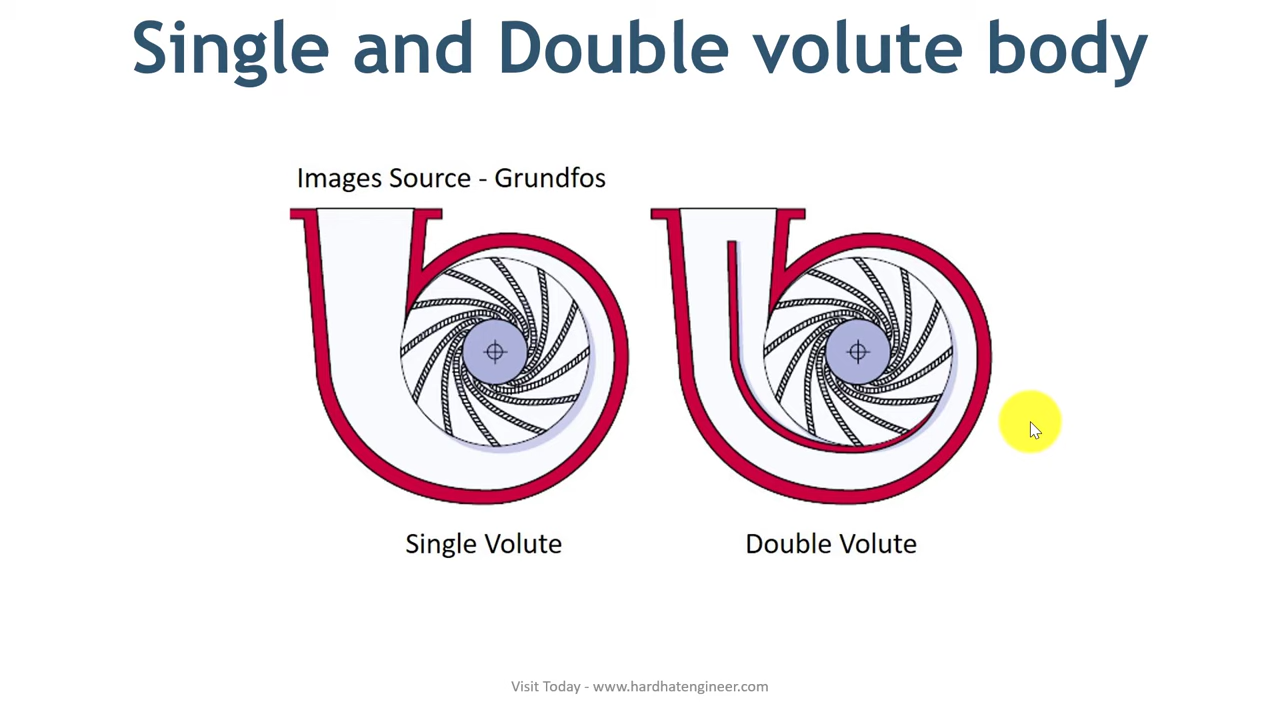 Single and Double volute body
Images Source - Grundfos
Single Volute
Double Volute
Visit Today - www.hardhatengineer.com